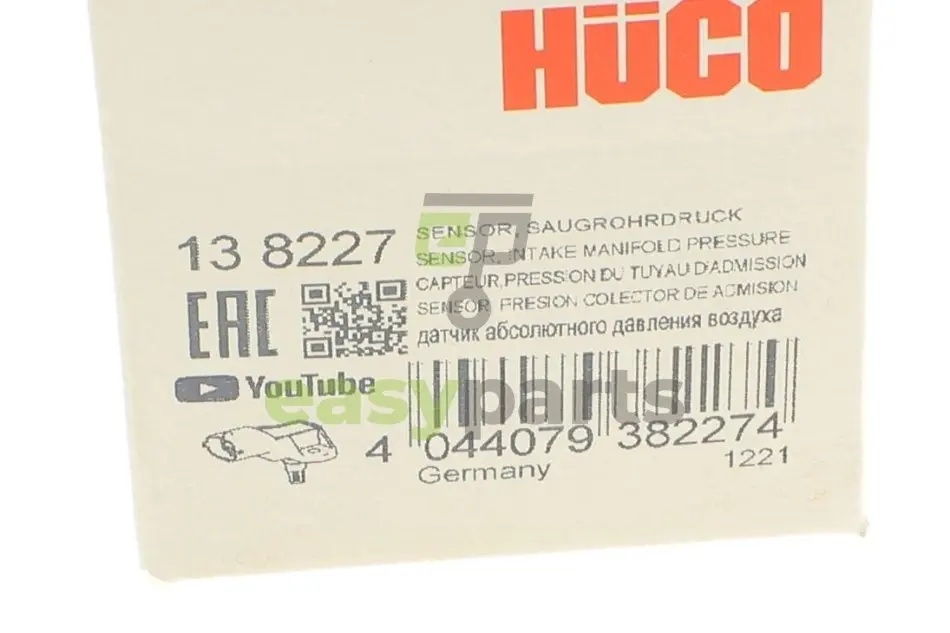 HÜCO
13 8227
SENSOR, SAUGROHRDRUCK
SENSOR, INTAKE MANIFOLD PRESSURE
CAPTEUR, PRESSION DU TUYAU D'ADMISSION
SENSOR, PRESION COLECTOR DE ADMISION
датчик абсолютного давления воздуха
EAC
YouTube
easyparts
4 044079 382274
Germany
1221